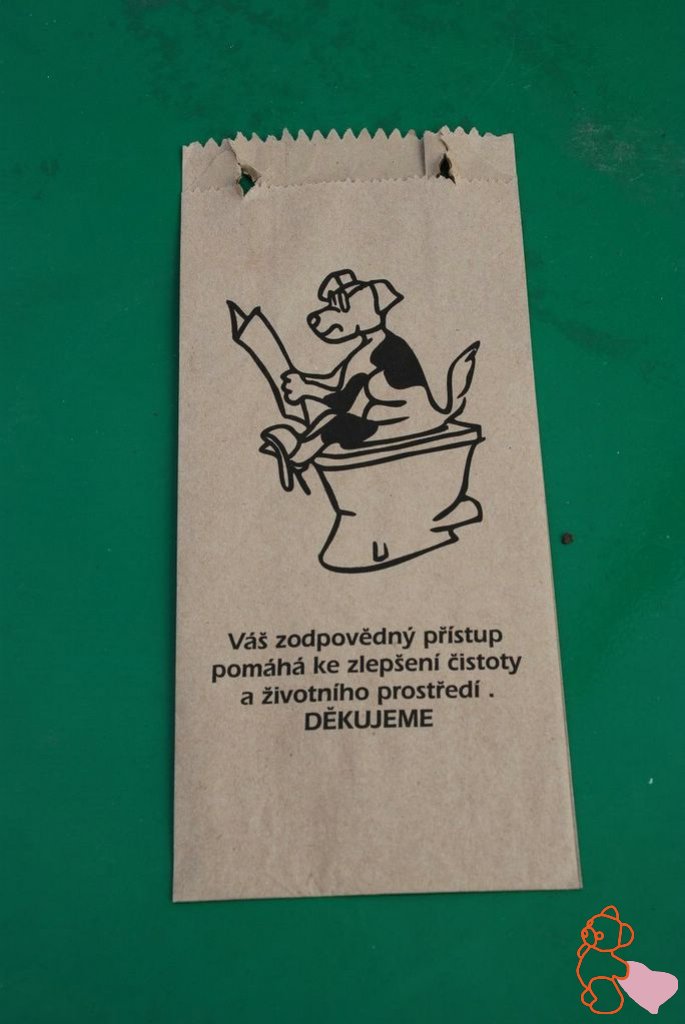 Váš zodpovědný přístup
pomáhá ke zlepšení čistoty
a životního prostředí .
DĚKUJEME